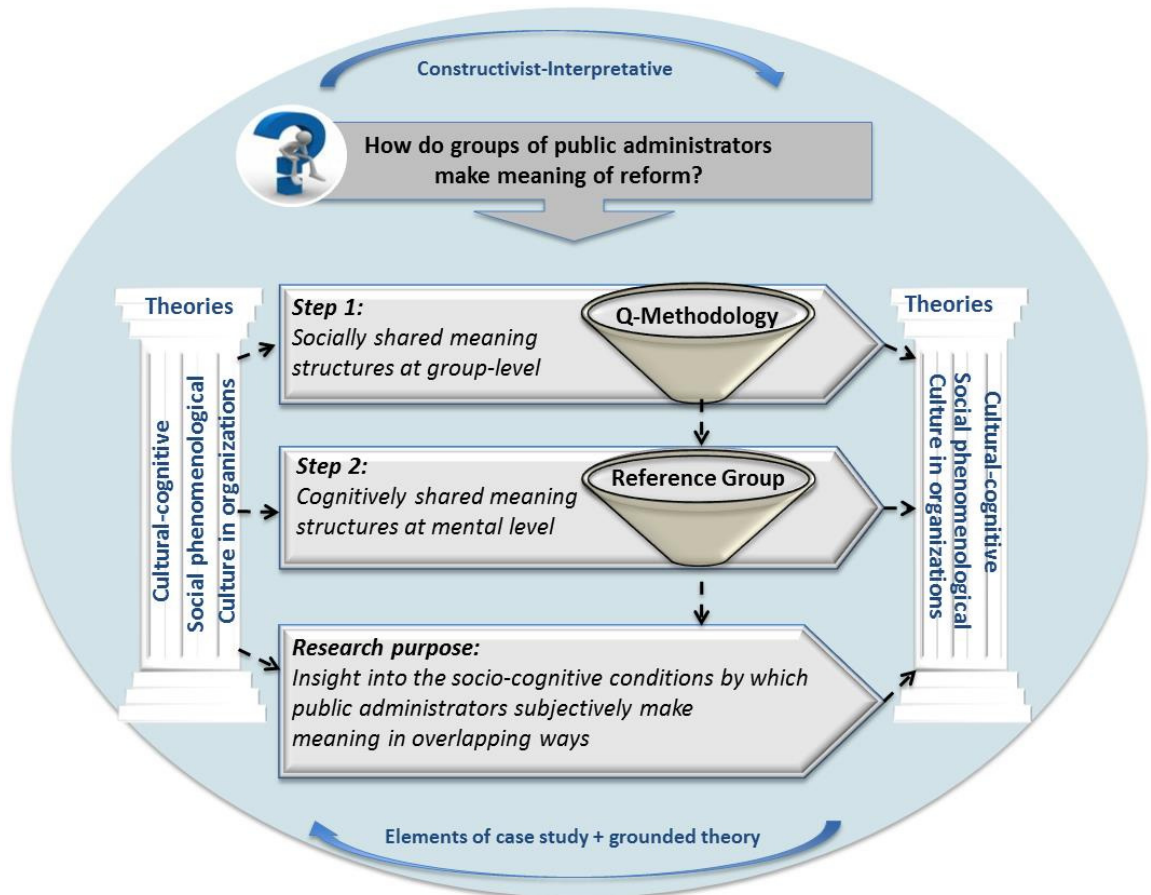 Constructivist-Interpretative
How do groups of public administrators
make meaning of reform?
Theories
Cultural-cognitive
Social phenomenological
Culture in organizations
Step 1:
Socially shared meaning
structures at group-level
Q-Methodology
Step 2:
Cognitively shared meaning
structures at mental level
Reference Group
Research purpose:
Insight into the socio-cognitive conditions by which
public administrators subjectively make
meaning in overlapping ways
Theories
Cultural-cognitive
Social phenomenological
Culture in organizations
Elements of case study + grounded theory